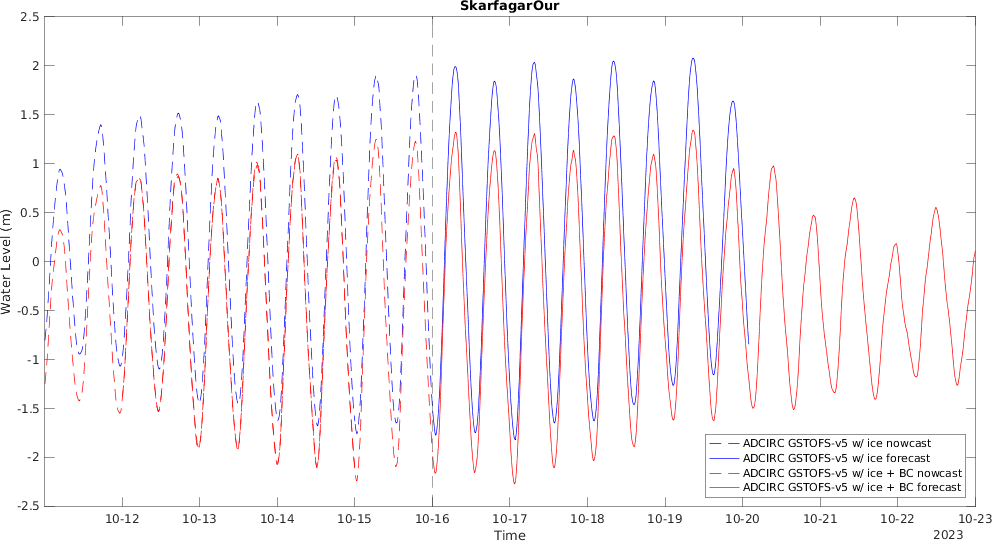 SkarfagarOur
2.5
2
1.5
1
0.5
0
-0.5
-1
-1.5
-2
-2.5
Water Level (m)
ADCIRC GSTOFS-v5 w/ ice nowcast
ADCIRC GSTOFS-v5 w/ ice forecast
ADCIRC GSTOFS-v5 w/ ice + BC nowcast
ADCIRC GSTOFS-v5 w/ ice + BC forecast
10-12 10-13 10-14 10-15 10-16 10-17 10-18 10-19 10-20 10-21 10-22 10-23
Time 2023